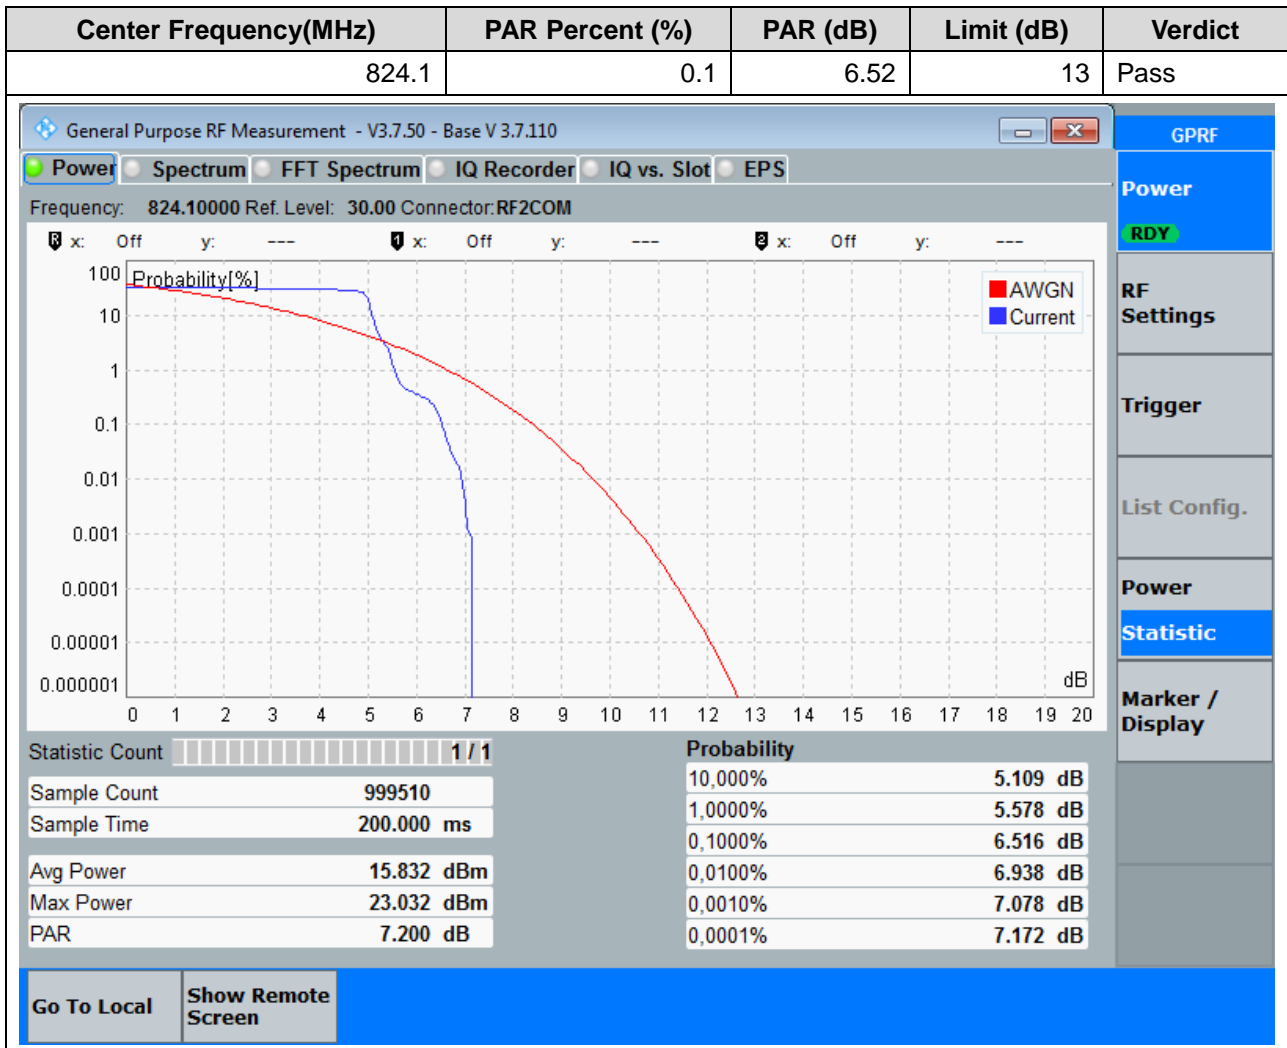 Center Frequency(MHz) PAR Percent (%) PAR (dB) Limit (dB) Verdict
824.1 0.1 6.52 13 Pass
General Purpose RF Measurement - V3.7.50 - Base V 3.7.110
GPRF
Power Spectrum FFT Spectrum IQ Recorder IQ vs. Slot EPS
Frequency: 824.10000 Ref. Level: 30.00 Connector: RF2COM
R x: Off y: --- 1 x: Off y: --- 2 x: Off y: ---
Probability[%]
AWGN
Current
100
10
1
0.1
0.01
0.001
0.0001
0.00001
0.000001
dB
0 1 2 3 4 5 6 7 8 9 10 11 12 13 14 15 16 17 18 19 20
Statistic Count 1 / 1
Sample Count 999510
Sample Time 200.000 ms
Avg Power 15.832 dBm
Max Power 23.032 dBm
PAR 7.200 dB
Probability
10,000% 5.109 dB
1,0000% 5.578 dB
0,1000% 6.516 dB
0,0100% 6.938 dB
0,0010% 7.078 dB
0,0001% 7.172 dB
Power
RDY
RF
Settings
Trigger
List Config.
Power
Statistic
Marker /
Display
Go To Local
Show Remote
Screen